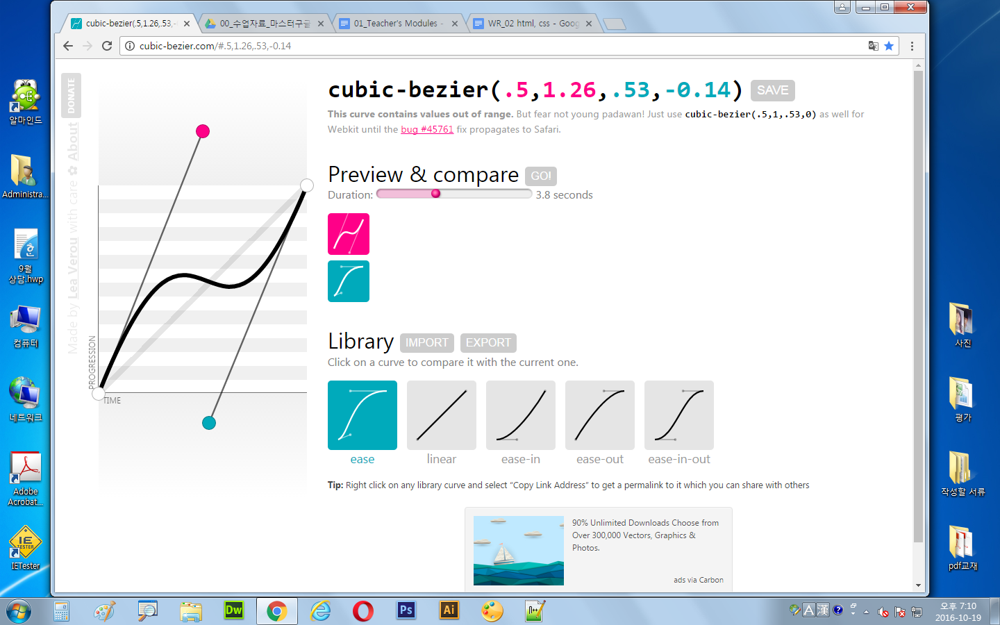 cubic-bezier(.5,1.26,.53,-
00_수업자료_마스터구글
01_Teacher's Modules -
WR_02 html, css - Goog
cubic-bezier.com/#.5,1.26,.53,-0.14
알마인드
Administra...
9월
상담.hwp
컴퓨터
네트워크
Adobe
Acrobat...
IETester
DONATE
Made by Lea Verou with care ✿ About
PROGRESSION
TIME
cubic-bezier(.5,1.26,.53,-0.14) SAVE
This curve contains values out of range. But fear not young padawan! Just use cubic-bezier(.5,1,.53,0) as well for
Webkit until the bug #45761 fix propagates to Safari.
Preview & compare GO!
Duration: 3.8 seconds
Library IMPORT EXPORT
Click on a curve to compare it with the current one.
ease linear ease-in ease-out ease-in-out
Tip: Right click on any library curve and select “Copy Link Address” to get a permalink to it which you can share with others
90% Unlimited Downloads Choose from
Over 300,000 Vectors, Graphics &
Photos.
ads via Carbon
사진
평가
작성할 서류
pdf교재
IE
TESTER
Dw
Ps
Ai
A 漢
오후 7:10
2016-10-19